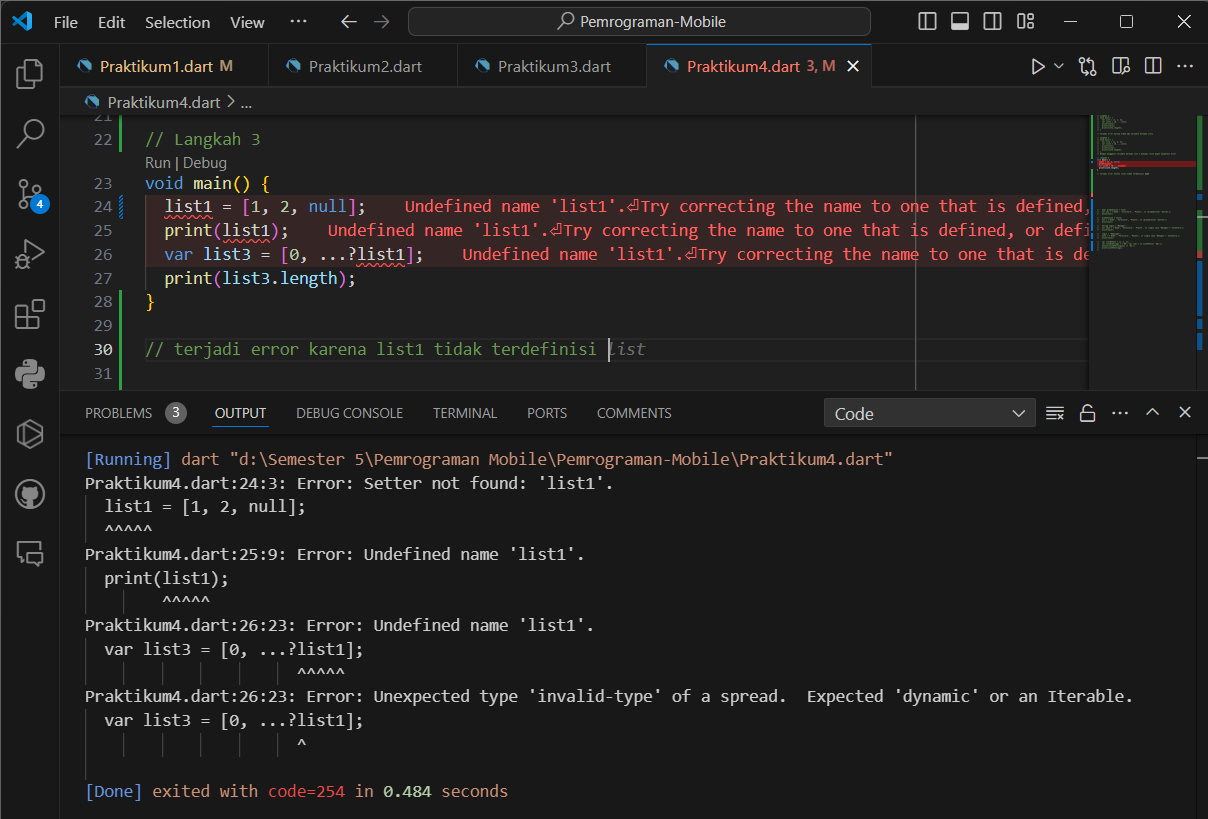 File Edit Selection View ··· Pemrograman-Mobile
Praktikum1.dart M Praktikum2.dart Praktikum3.dart Praktikum4.dart 3, M
Praktikum4.dart > ...
21
22 // Langkah 3
Run | Debug
23 void main() {
24 list1 = [1, 2, null]; Undefined name 'list1'.⏎Try correcting the name to one that is defined,
25 print(list1); Undefined name 'list1'.⏎Try correcting the name to one that is defined, or defi
26 var list3 = [0, ...?list1]; Undefined name 'list1'.⏎Try correcting the name to one that is de
27 print(list3.length);
28 }
29
30 // terjadi error karena list1 tidak terdefinisi list
31
4
PROBLEMS 3 OUTPUT DEBUG CONSOLE TERMINAL PORTS COMMENTS Code
[Running] dart "d:\Semester 5\Pemrograman Mobile\Pemrograman-Mobile\Praktikum4.dart"
Praktikum4.dart:24:3: Error: Setter not found: 'list1'.
list1 = [1, 2, null];
^^^^^
Praktikum4.dart:25:9: Error: Undefined name 'list1'.
print(list1);
^^^^^
Praktikum4.dart:26:23: Error: Undefined name 'list1'.
var list3 = [0, ...?list1];
^^^^^
Praktikum4.dart:26:23: Error: Unexpected type 'invalid-type' of a spread.  Expected 'dynamic' or an Iterable.
var list3 = [0, ...?list1];
^
[Done] exited with code=254 in 0.484 seconds